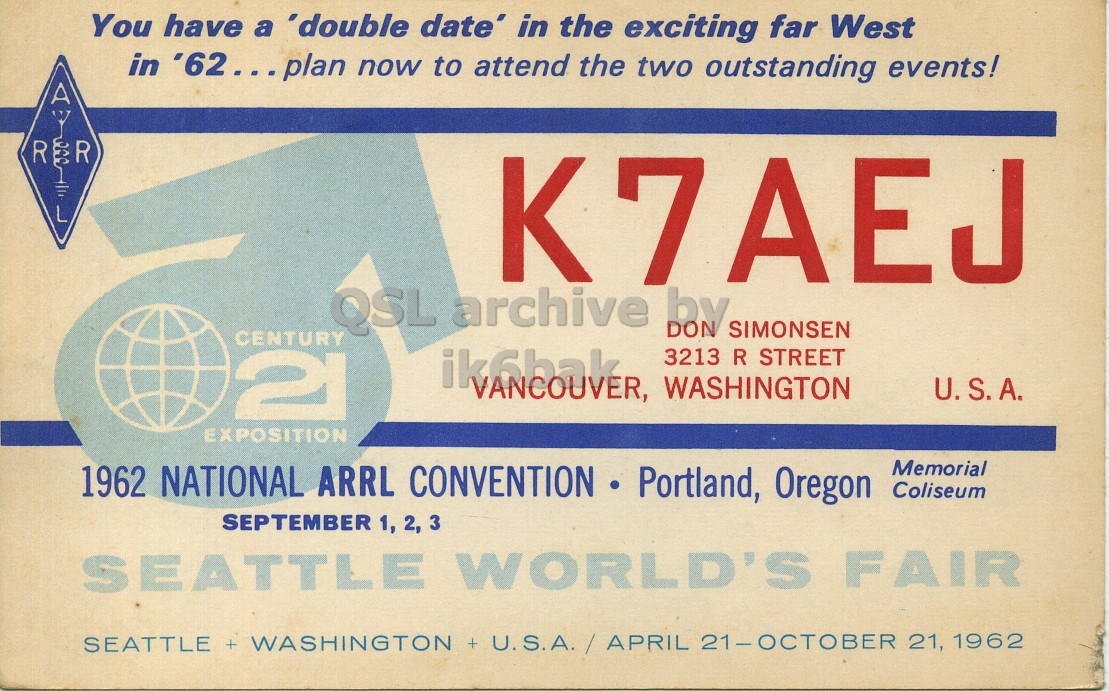 You have a 'double date' in the exciting far West
in '62...plan now to attend the two outstanding events!
A
R R
L
K7AEJ
QSL archive by
ik6bak
DON SIMONSEN
3213 R STREET
VANCOUVER, WASHINGTON U.S.A.
CENTURY
21
EXPOSITION
1962 NATIONAL ARRL CONVENTION • Portland, Oregon Memorial Coliseum
SEPTEMBER 1, 2, 3
SEATTLE WORLD'S FAIR
SEATTLE + WASHINGTON + U.S.A. / APRIL 21–OCTOBER 21, 1962